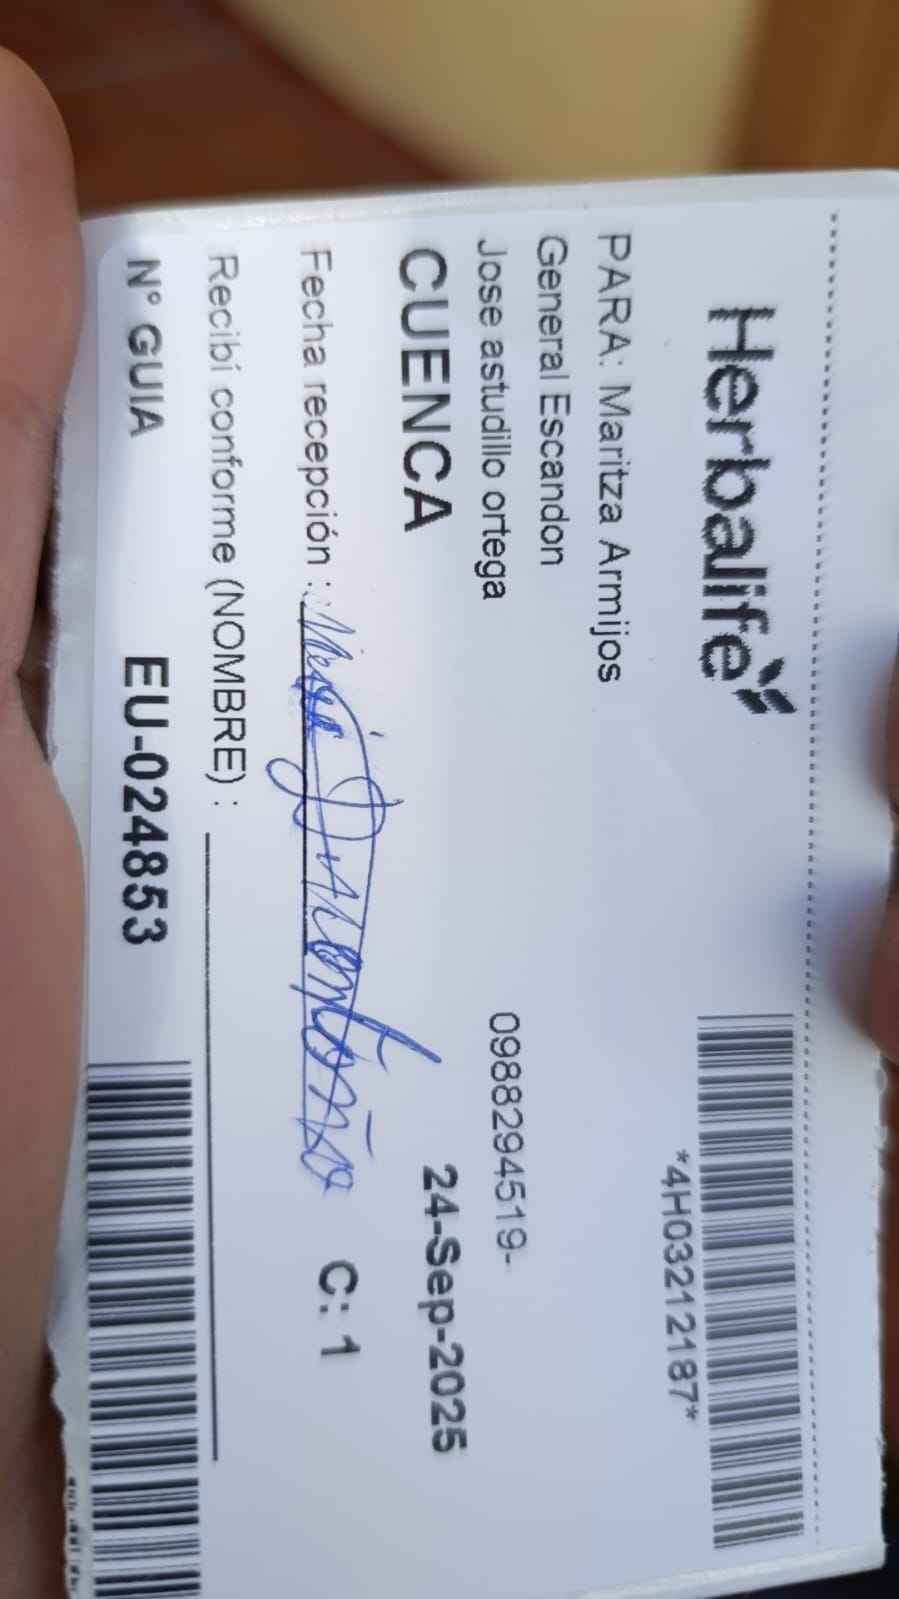 Herbalife
*4H03212187*
PARA: Maritza Armijos
General Escandon
Jose astudillo ortega 0988294519-
CUENCA 24-Sep-2025
Fecha recepción : C: 1
Recibí conforme (NOMBRE) :
N° GUIA EU-024853